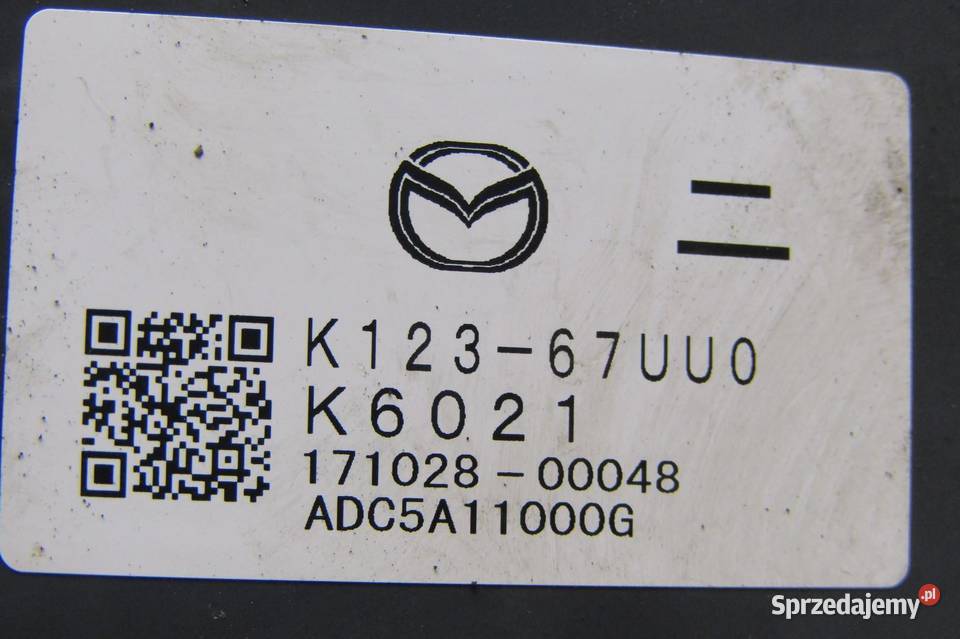 K123-67UU0
K6021
171028-00048
ADC5A11000G
Sprzedajemy.pl